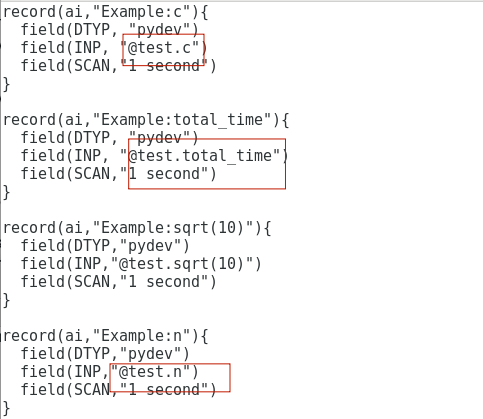 record(ai,"Example:c"){
field(DTYP, "pydev")
field(INP, "@test.c")
field(SCAN,"1 second")
}
record(ai,"Example:total_time"){
field(DTYP, "pydev")
field(INP, "@test.total_time")
field(SCAN,"1 second")
}
record(ai,"Example:sqrt(10)"){
field(DTYP,"pydev")
field(INP,"@test.sqrt(10)")
field(SCAN,"1 second")
}
record(ai,"Example:n"){
field(DTYP,"pydev")
field(INP,"@test.n")
field(SCAN,"1 second")
}